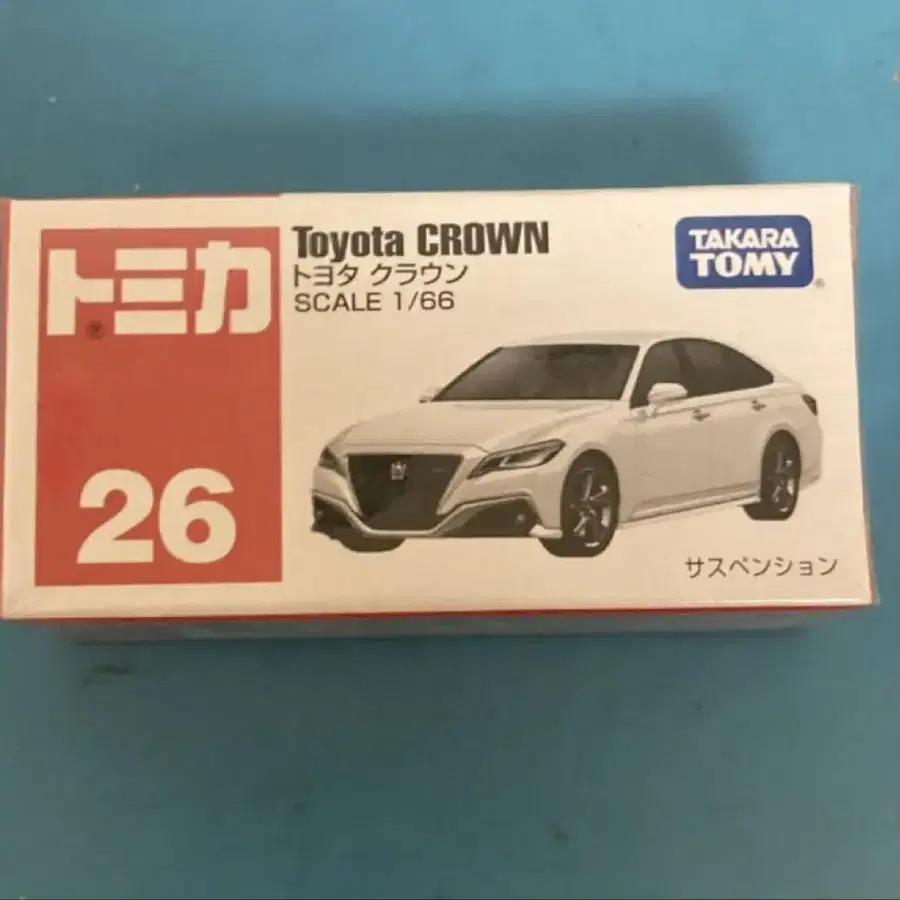 トミカ
26
Toyota CROWN
トヨタ クラウン
SCALE 1/66
TAKARA
TOMY
サスペンション